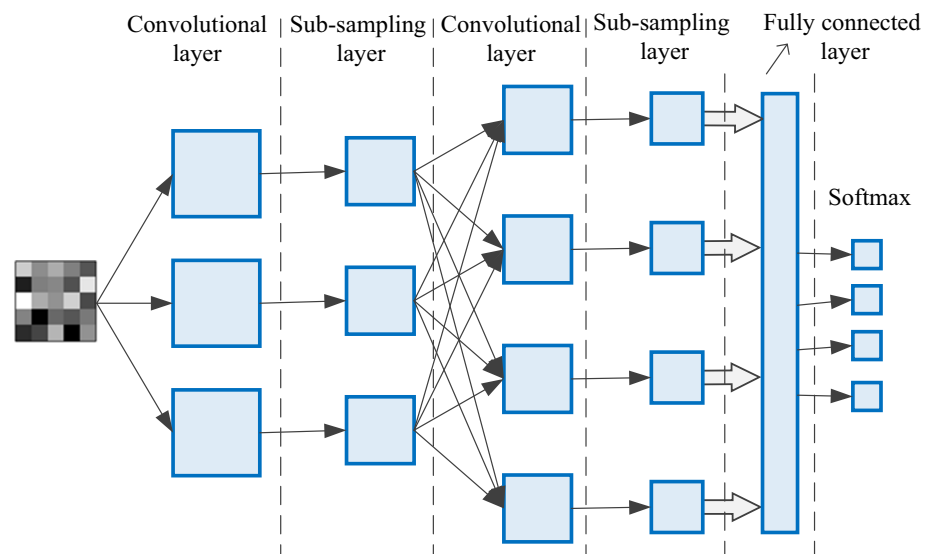 Convolutional
layer
Sub-sampling
layer
Convolutional
layer
Sub-sampling
layer
Fully connected
layer
Softmax